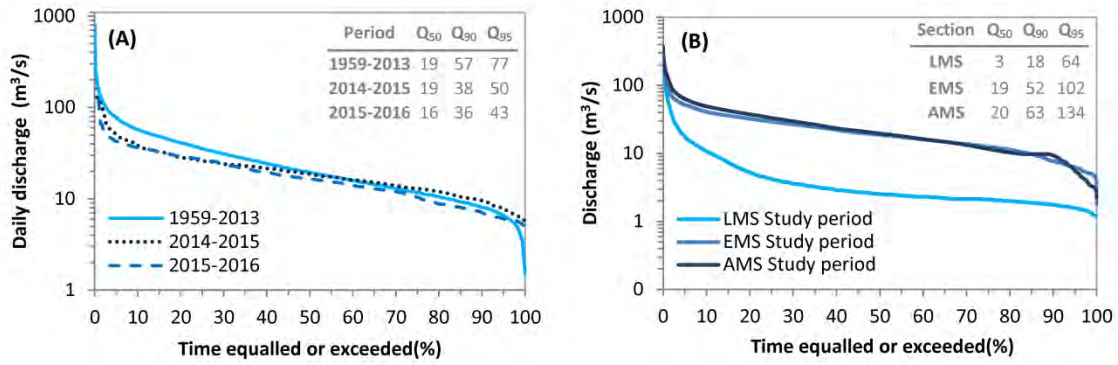 (A)
Period Q50 Q90 Q95
1959-2013 19 57 77
2014-2015 19 38 50
2015-2016 16 36 43
Daily discharge (m³/s)
1000
100
10
1
1959-2013
2014-2015
2015-2016
0 10 20 30 40 50 60 70 80 90 100
Time equalled or exceeded(%)
(B)
Section Q50 Q90 Q95
LMS 3 18 64
EMS 19 52 102
AMS 20 63 134
Discharge (m³/s)
1000
100
10
1
0
LMS Study period
EMS Study period
AMS Study period
0 10 20 30 40 50 60 70 80 90 100
Time equalled or exceeded(%)